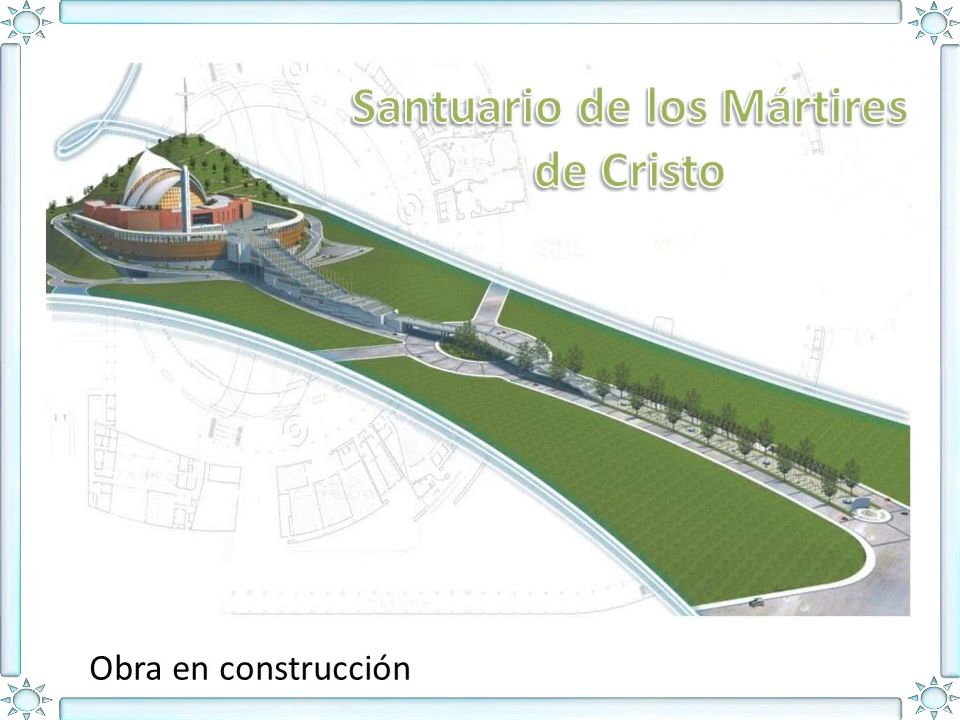 Santuario de los Mártires
de Cristo
Obra en construcción